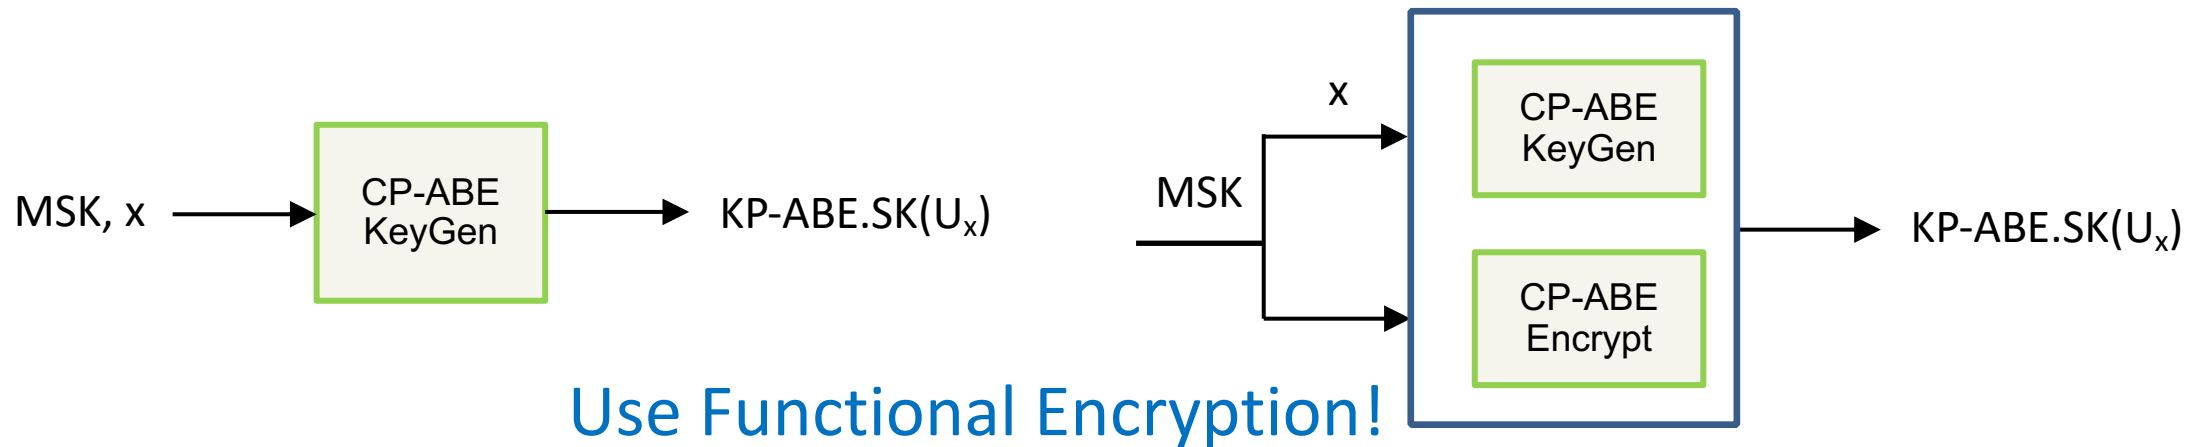 MSK, x
CP-ABE
KeyGen
KP-ABE.SK(Uₓ)
MSK
x
CP-ABE
KeyGen
CP-ABE
Encrypt
KP-ABE.SK(Uₓ)
Use Functional Encryption!